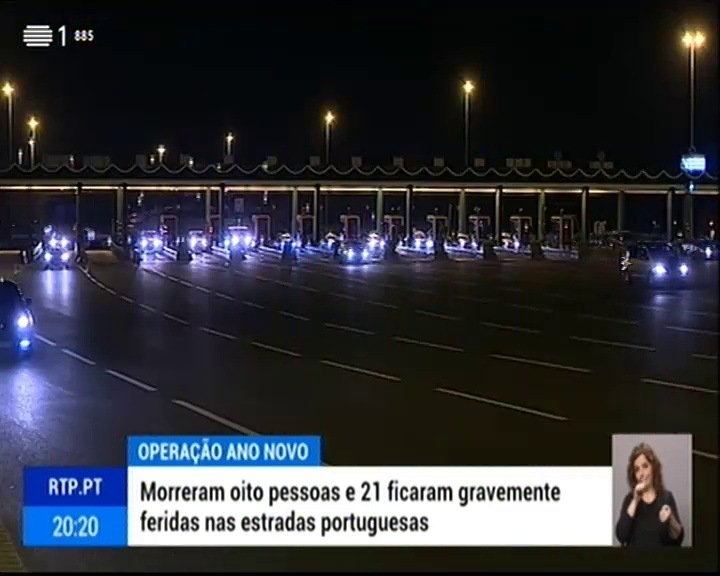 1 885
OPERAÇÃO ANO NOVO
RTP.PT
Morreram oito pessoas e 21 ficaram gravemente
20:20
feridas nas estradas portuguesas